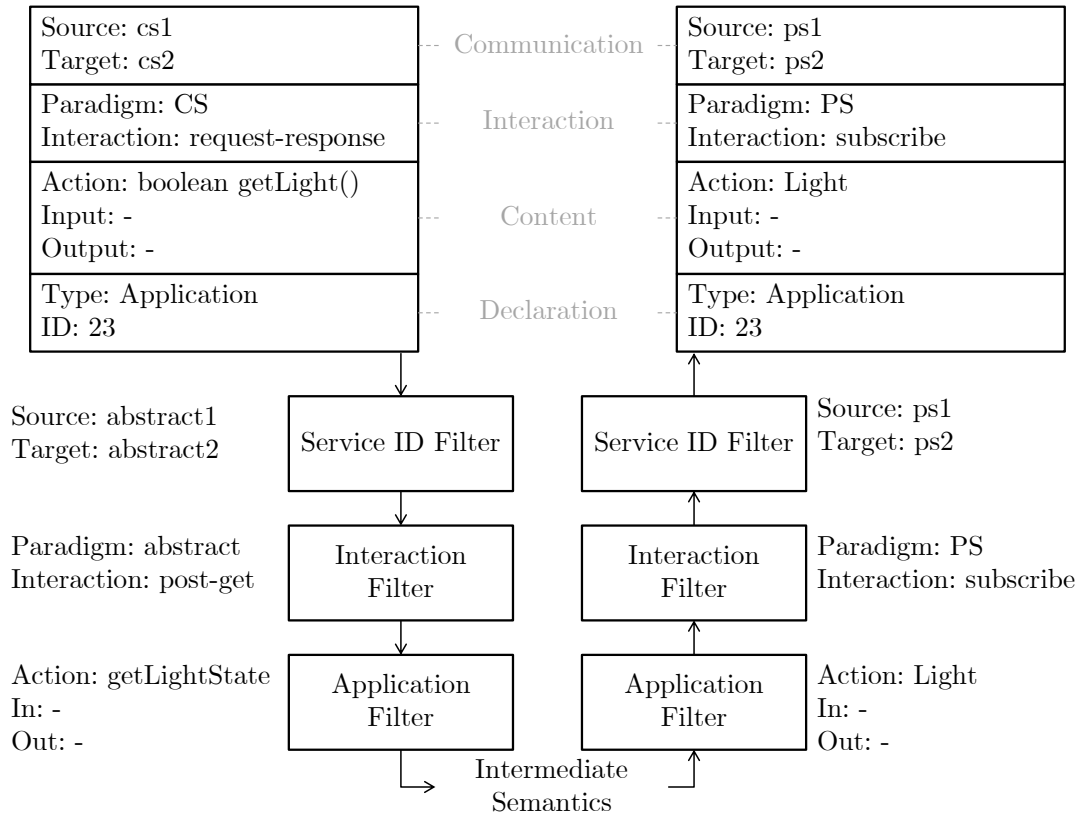 Source: cs1
Target: cs2
Communication
Source: ps1
Target: ps2
Paradigm: CS
Interaction: request-response
Interaction
Paradigm: PS
Interaction: subscribe
Action: boolean getLight()
Input: -
Output: -
Content
Action: Light
Input: -
Output: -
Type: Application
ID: 23
Declaration
Type: Application
ID: 23
Source: abstract1
Target: abstract2
Service ID Filter
Service ID Filter
Source: ps1
Target: ps2
Paradigm: abstract
Interaction: post-get
Interaction
Filter
Interaction
Filter
Paradigm: PS
Interaction: subscribe
Action: getLightState
In: -
Out: -
Application
Filter
Application
Filter
Action: Light
In: -
Out: -
Intermediate
Semantics